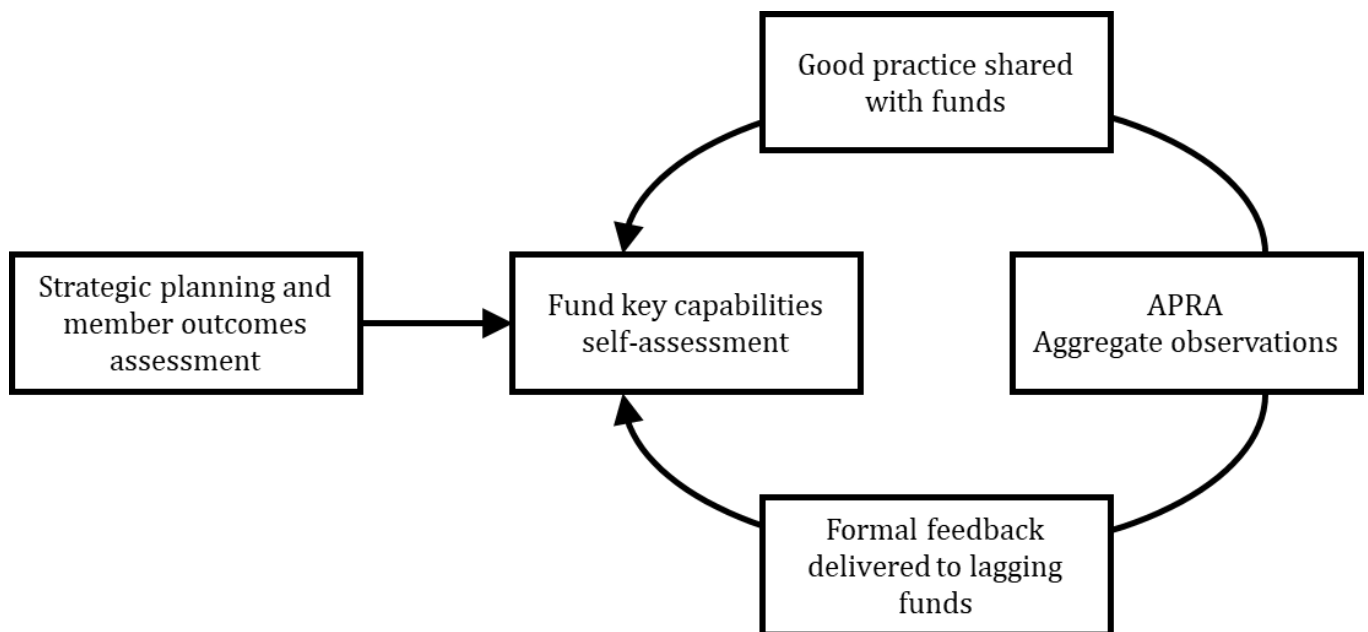 Good practice shared
with funds
Strategic planning and
member outcomes
assessment
Fund key capabilities
self-assessment
APRA
Aggregate observations
Formal feedback
delivered to lagging
funds